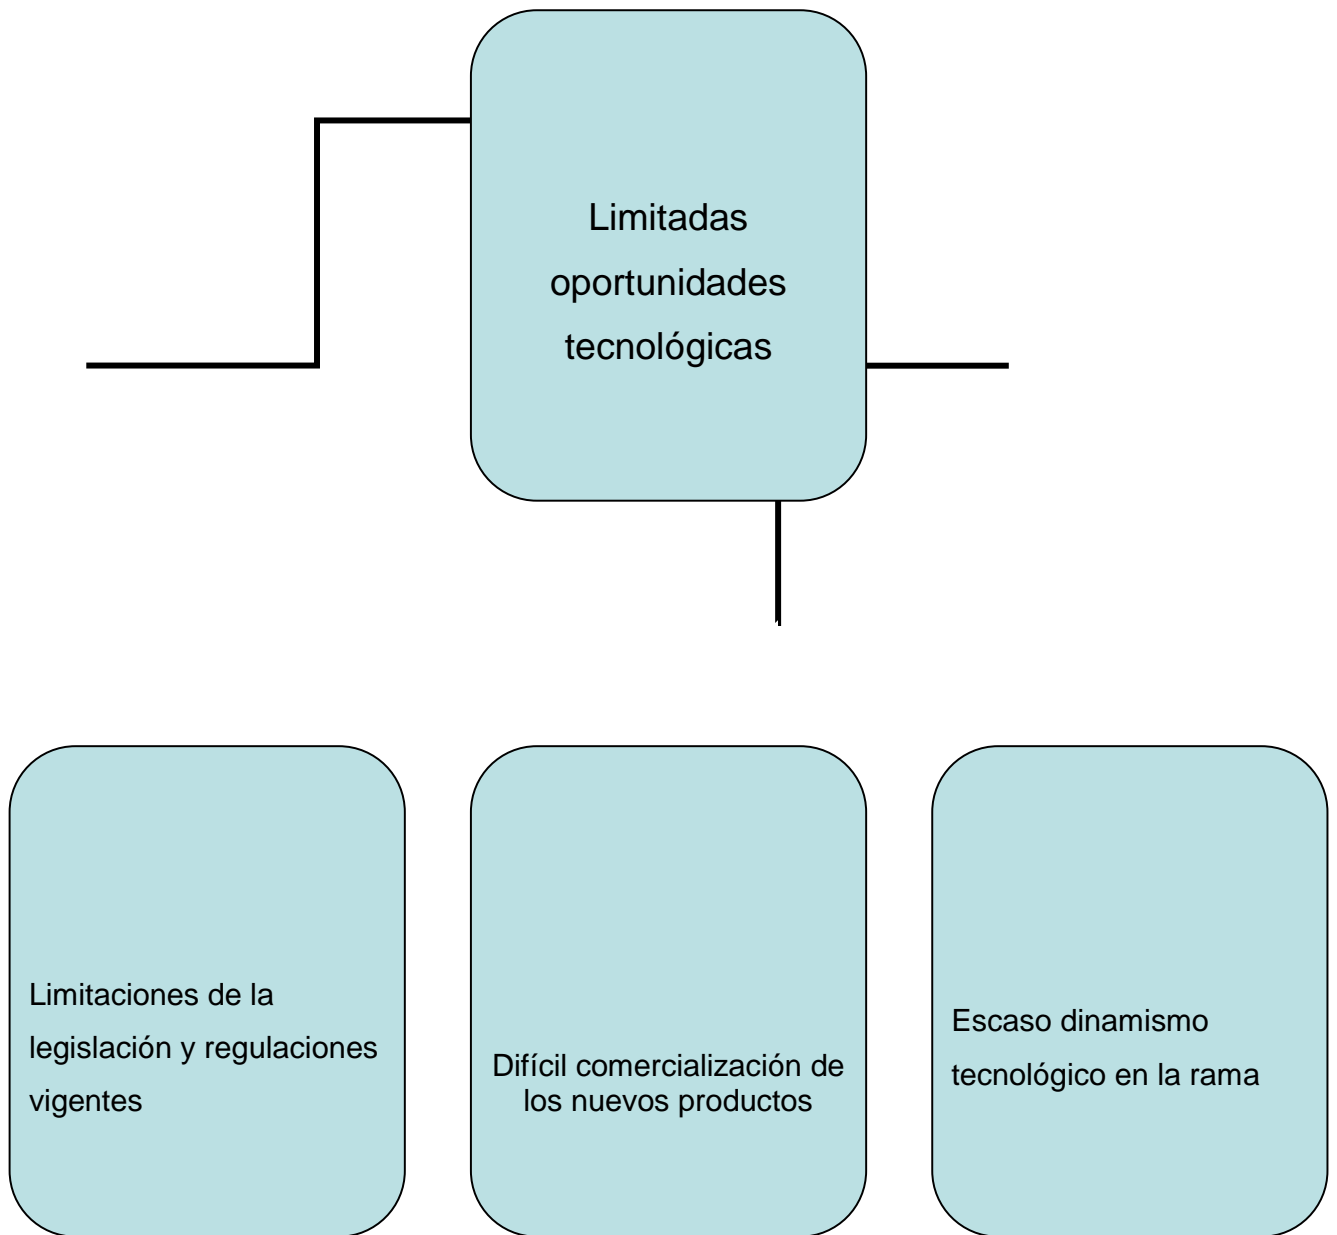 Limitadas
oportunidades
tecnológicas
Limitaciones de la
legislación y regulaciones
vigentes
Difícil comercialización de
los nuevos productos
Escaso dinamismo
tecnológico en la rama